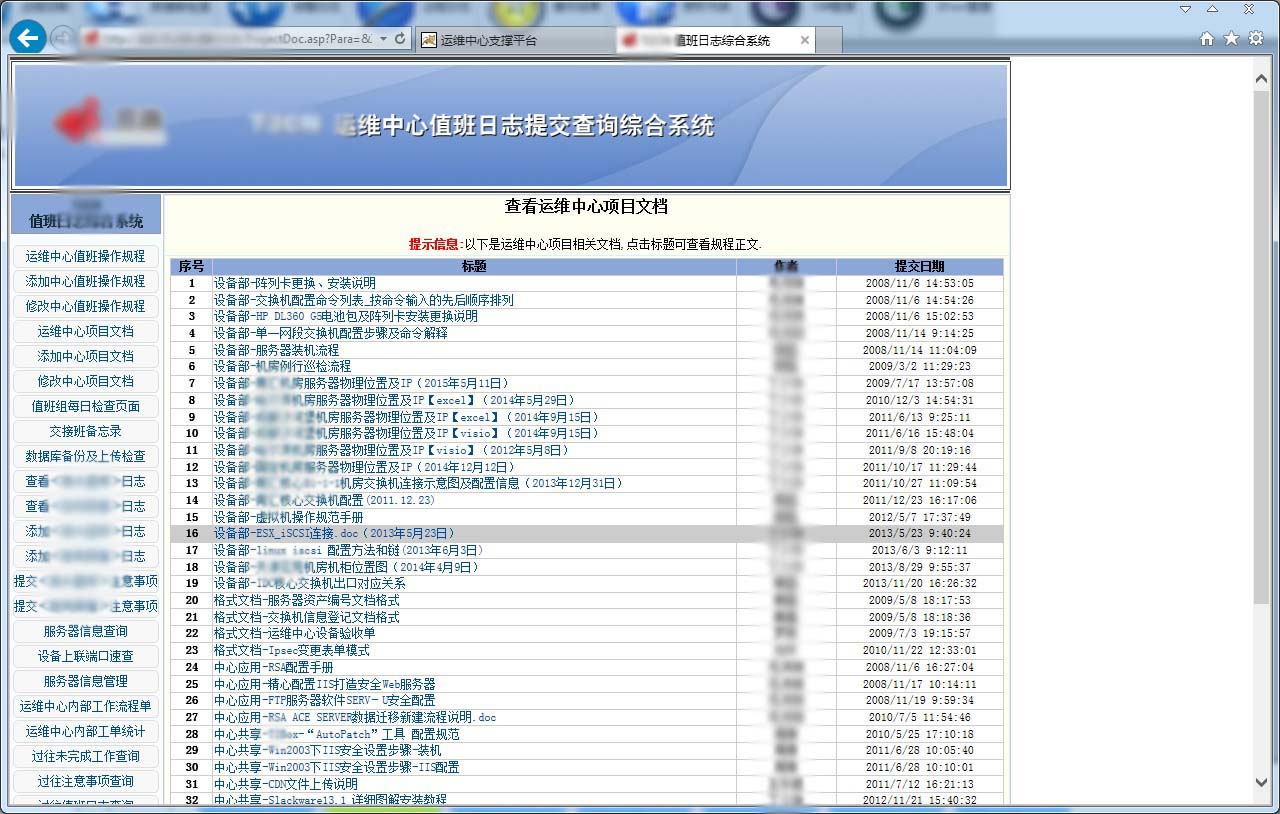 ProjectDoc.asp?Para=&
运维中心支撑平台
值班日志综合系统
运维中心值班日志提交查询综合系统
值班日志综合系统
运维中心值班操作规程
添加中心值班操作规程
修改中心值班操作规程
运维中心项目文档
添加中心项目文档
修改中心项目文档
值班组每日检查页面
交接班备忘录
数据库备份及上传检查
查看< >日志
查看< >日志
添加< >日志
添加< >日志
提交< >注意事项
提交< >注意事项
服务器信息查询
设备上联端口速查
服务器信息管理
运维中心内部工作流程单
运维中心内部工单统计
过往未完成工作查询
过往注意事项查询
过往值班日志查询
查看运维中心项目文档
提示信息:以下是运维中心项目相关文档,点击标题可查看规程正文.
序号 标题 作者 提交日期
1 设备部-阵列卡更换、安装说明 2008/11/6 14:53:05
2 设备部-交换机配置命令列表_按命令输入的先后顺序排列 2008/11/6 14:54:26
3 设备部-HP DL360 G5电池包及阵列卡安装更换说明 2008/11/6 15:02:53
4 设备部-单一网段交换机配置步骤及命令解释 2008/11/14 9:14:25
5 设备部-服务器装机流程 2008/11/14 11:04:09
6 设备部-机房例行巡检流程 2009/3/2 11:29:23
7 设备部- 机房服务器物理位置及IP（2015年5月11日） 2009/7/17 13:57:08
8 设备部- 机房服务器物理位置及IP【excel】（2014年5月29日） 2010/12/3 14:54:31
9 设备部- 机房服务器物理位置及IP【excel】（2014年9月15日） 2011/6/13 9:25:11
10 设备部- 机房服务器物理位置及IP【visio】（2014年9月15日） 2011/6/16 15:48:04
11 设备部- 机房服务器物理位置及IP【visio】（2012年5月8日） 2011/9/8 20:19:16
12 设备部- 机房服务器物理位置及IP（2014年12月12日） 2011/10/17 11:29:44
13 设备部- 机房交换机连接示意图及配置信息（2013年12月31日） 2011/10/27 11:09:54
14 设备部- 核心交换机配置(2011.12.23) 2011/12/23 16:17:06
15 设备部-虚拟机操作规范手册 2012/5/7 17:37:49
16 设备部-ESX_iSCSI连接.doc（2013年5月23日） 2013/5/23 9:40:24
17 设备部-linux iscsi 配置方法和链(2013年6月3日） 2013/6/3 9:12:11
18 设备部- 机房机柜位置图（2014年4月9日） 2013/8/29 9:55:37
19 设备部-IDC核心交换机出口对应关系 2013/11/20 16:26:32
20 格式文档-服务器资产编号文档格式 2009/5/8 18:17:53
21 格式文档-交换机信息登记文档格式 2009/5/8 18:18:36
22 格式文档-运维中心设备验收单 2009/7/3 19:15:57
23 格式文档-Ipsec变更表单模式 2010/11/22 12:33:01
24 中心应用-RSA配置手册 2008/11/6 16:27:04
25 中心应用-精心配置IIS打造安全Web服务器 2008/11/17 10:14:11
26 中心应用-FTP服务器软件SERV－U安全配置 2008/11/19 9:59:34
27 中心应用-RSA ACE SERVER数据迁移新建流程说明.doc 2010/7/5 11:54:46
28 中心共享- Box-“AutoPatch”工具 配置规范 2010/5/25 17:10:18
29 中心共享-Win2003下IIS安全设置步骤-装机 2011/6/28 10:05:40
30 中心共享-Win2003下IIS安全设置步骤-IIS配置 2011/6/28 10:10:01
31 中心共享-CDN文件上传说明 2011/7/12 16:21:13
32 中心共享-Slackware13.1 详细图解安装教程 2012/11/21 15:40:32